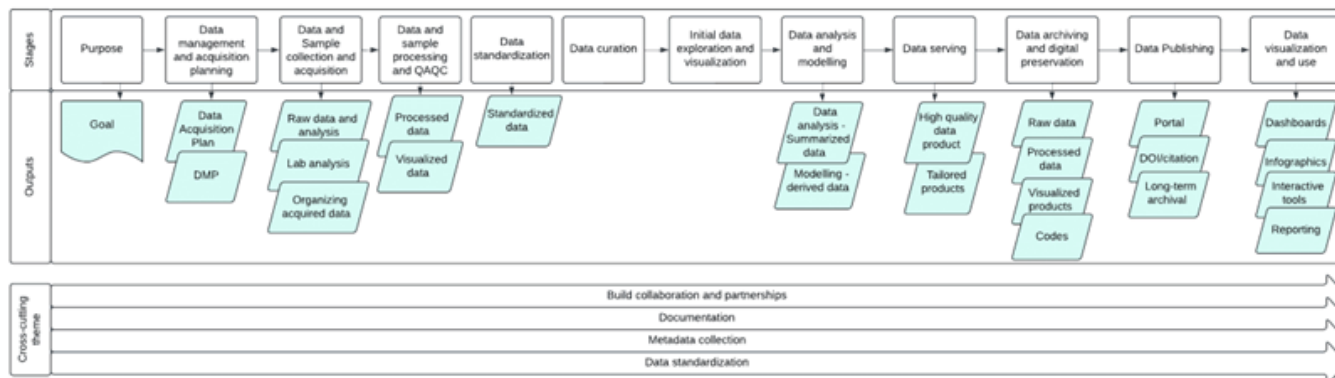 Stages
Purpose
Data
management
and acquisition
planning
Data and
Sample
collection and
acquisition
Data and
sample
processing
and QAQC
Data
standardization
Data curation
Initial data
exploration and
visualization
Data analysis
and
modelling
Data serving
Data archiving
and digital
preservation
Data Publishing
Data
visualization
and use
Outputs
Goal
Data
Acquisition
Plan
DMP
Raw data and
analysis
Lab analysis
Organizing
acquired data
Processed
data
Visualized
data
Standardized
data
Data
analysis -
Summarized
data
Modelling -
derived data
High quality
data
product
Tailored
products
Raw data
Processed
data
Visualized
products
Codes
Portal
DOI/citation
Long-term
archival
Dashboards
Infographics
Interactive
tools
Reporting
Cross-cutting
theme
Build collaboration and partnerships
Documentation
Metadata collection
Data standardization